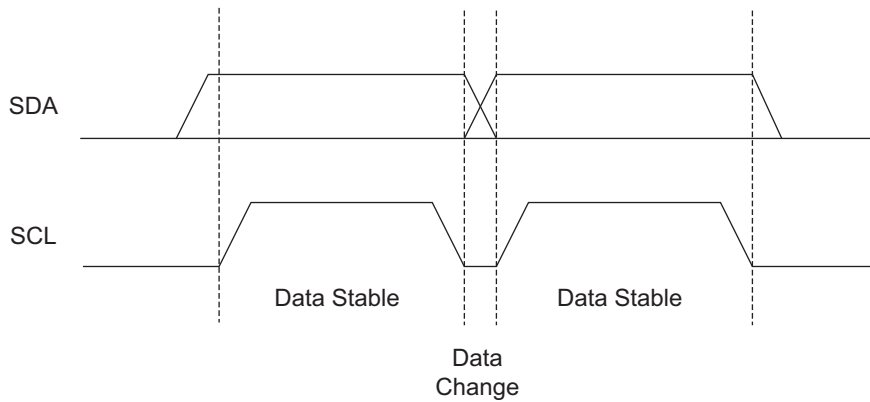 SDA
SCL
Data Stable
Data Stable
Data
Change